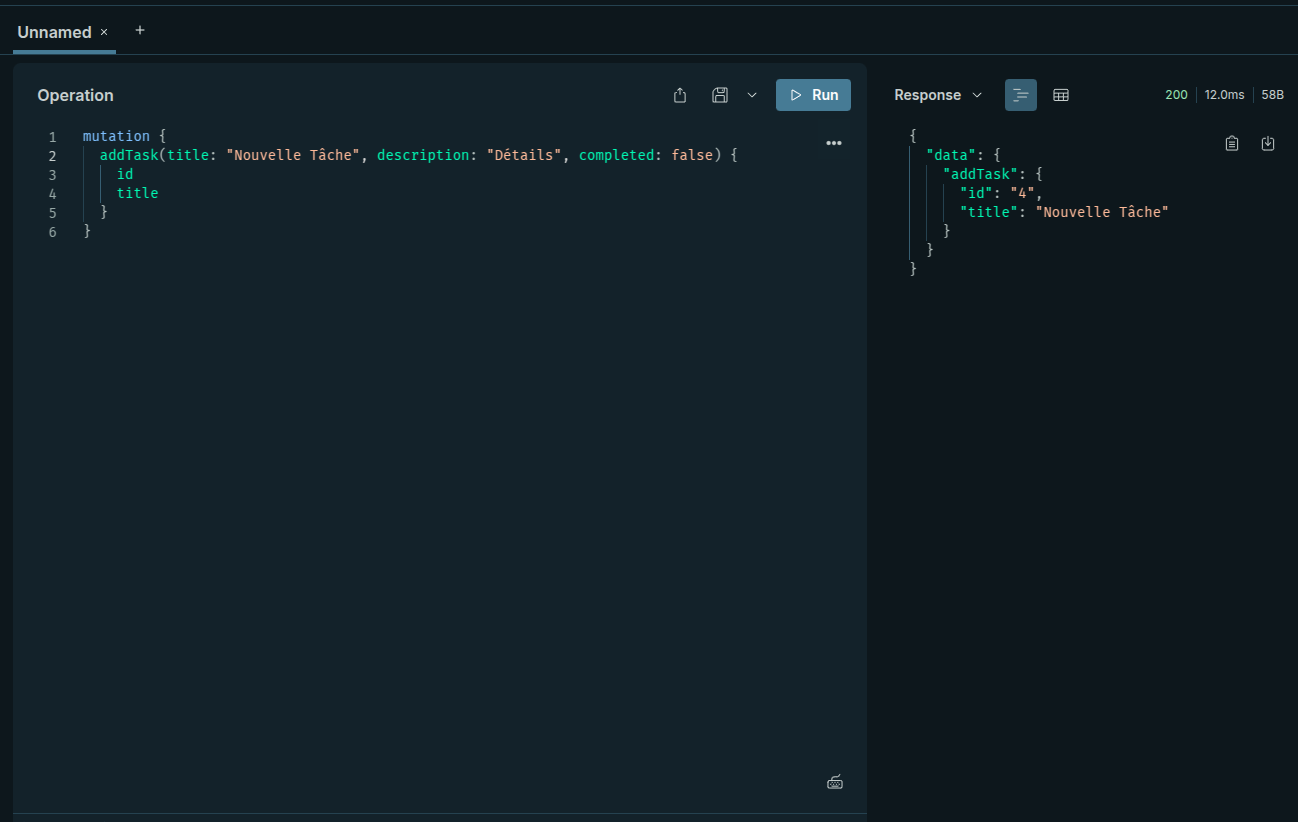 Unnamed × +
Operation
Run
1 mutation {
2 addTask(title: "Nouvelle Tâche", description: "Détails", completed: false) {
3 id
4 title
5 }
6 }
Response
200 12.0ms 58B
{
"data": {
"addTask": {
"id": "4",
"title": "Nouvelle Tâche"
}
}
}